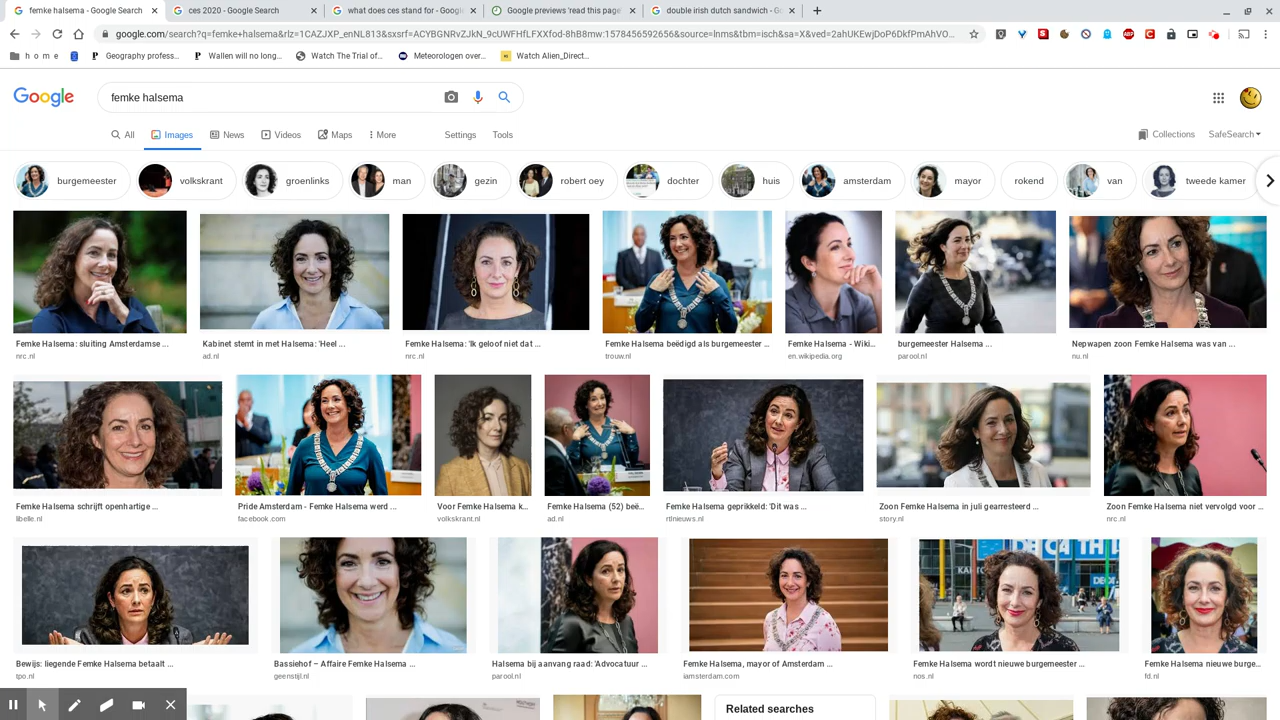 femke halsema - Google Search
ces 2020 - Google Search
what does ces stand for - Goog
Google previews 'read this page
double irish dutch sandwich - Go
google.com/search?q=femke+halsema&rlz=1CAZJXP_enNL813&sxsrf=ACYBGNRvZJkN_9cUWFHfLFXXfod-8hB8mw:1578456592656&source=lnms&tbm=isch&sa=X&ved=2ahUKEwjDoP6DkfPmAhVO...
h o m e
Geography profess...
Wallen will no long...
Watch The Trial of...
Meteorologen over...
Watch Alien_Direct...
Google
femke halsema
All
Images
News
Videos
Maps
More
Settings
Tools
Collections
SafeSearch
burgemeester
volkskrant
groenlinks
man
gezin
robert oey
dochter
huis
amsterdam
mayor
rokend
van
tweede kamer
Femke Halsema: sluiting Amsterdamse ...
nrc.nl
Kabinet stemt in met Halsema: 'Heel ...
ad.nl
Femke Halsema: 'Ik geloof niet dat ...
nrc.nl
Femke Halsema beëdigd als burgemeester ...
trouw.nl
Femke Halsema - Wiki...
en.wikipedia.org
burgemeester Halsema ...
parool.nl
Nepwapen zoon Femke Halsema was van ...
nu.nl
Femke Halsema schrijft openhartige ...
libelle.nl
Pride Amsterdam - Femke Halsema werd ...
facebook.com
Voor Femke Halsema k...
volkskrant.nl
Femke Halsema (52) beë...
ad.nl
Femke Halsema geprikkeld: 'Dit was ...
rtlnieuws.nl
Zoon Femke Halsema in juli gearresteerd ...
story.nl
Zoon Femke Halsema niet vervolgd voor ...
nrc.nl
Bewijs: liegende Femke Halsema betaalt ...
tpo.nl
Bassiehof – Affaire Femke Halsema ...
geenstijl.nl
Halsema bij aanvang raad: 'Advocatuur ...
parool.nl
Femke Halsema, mayor of Amsterdam ...
iamsterdam.com
Femke Halsema wordt nieuwe burgemeester ...
nos.nl
Femke Halsema nieuwe burge...
fd.nl
Related searches